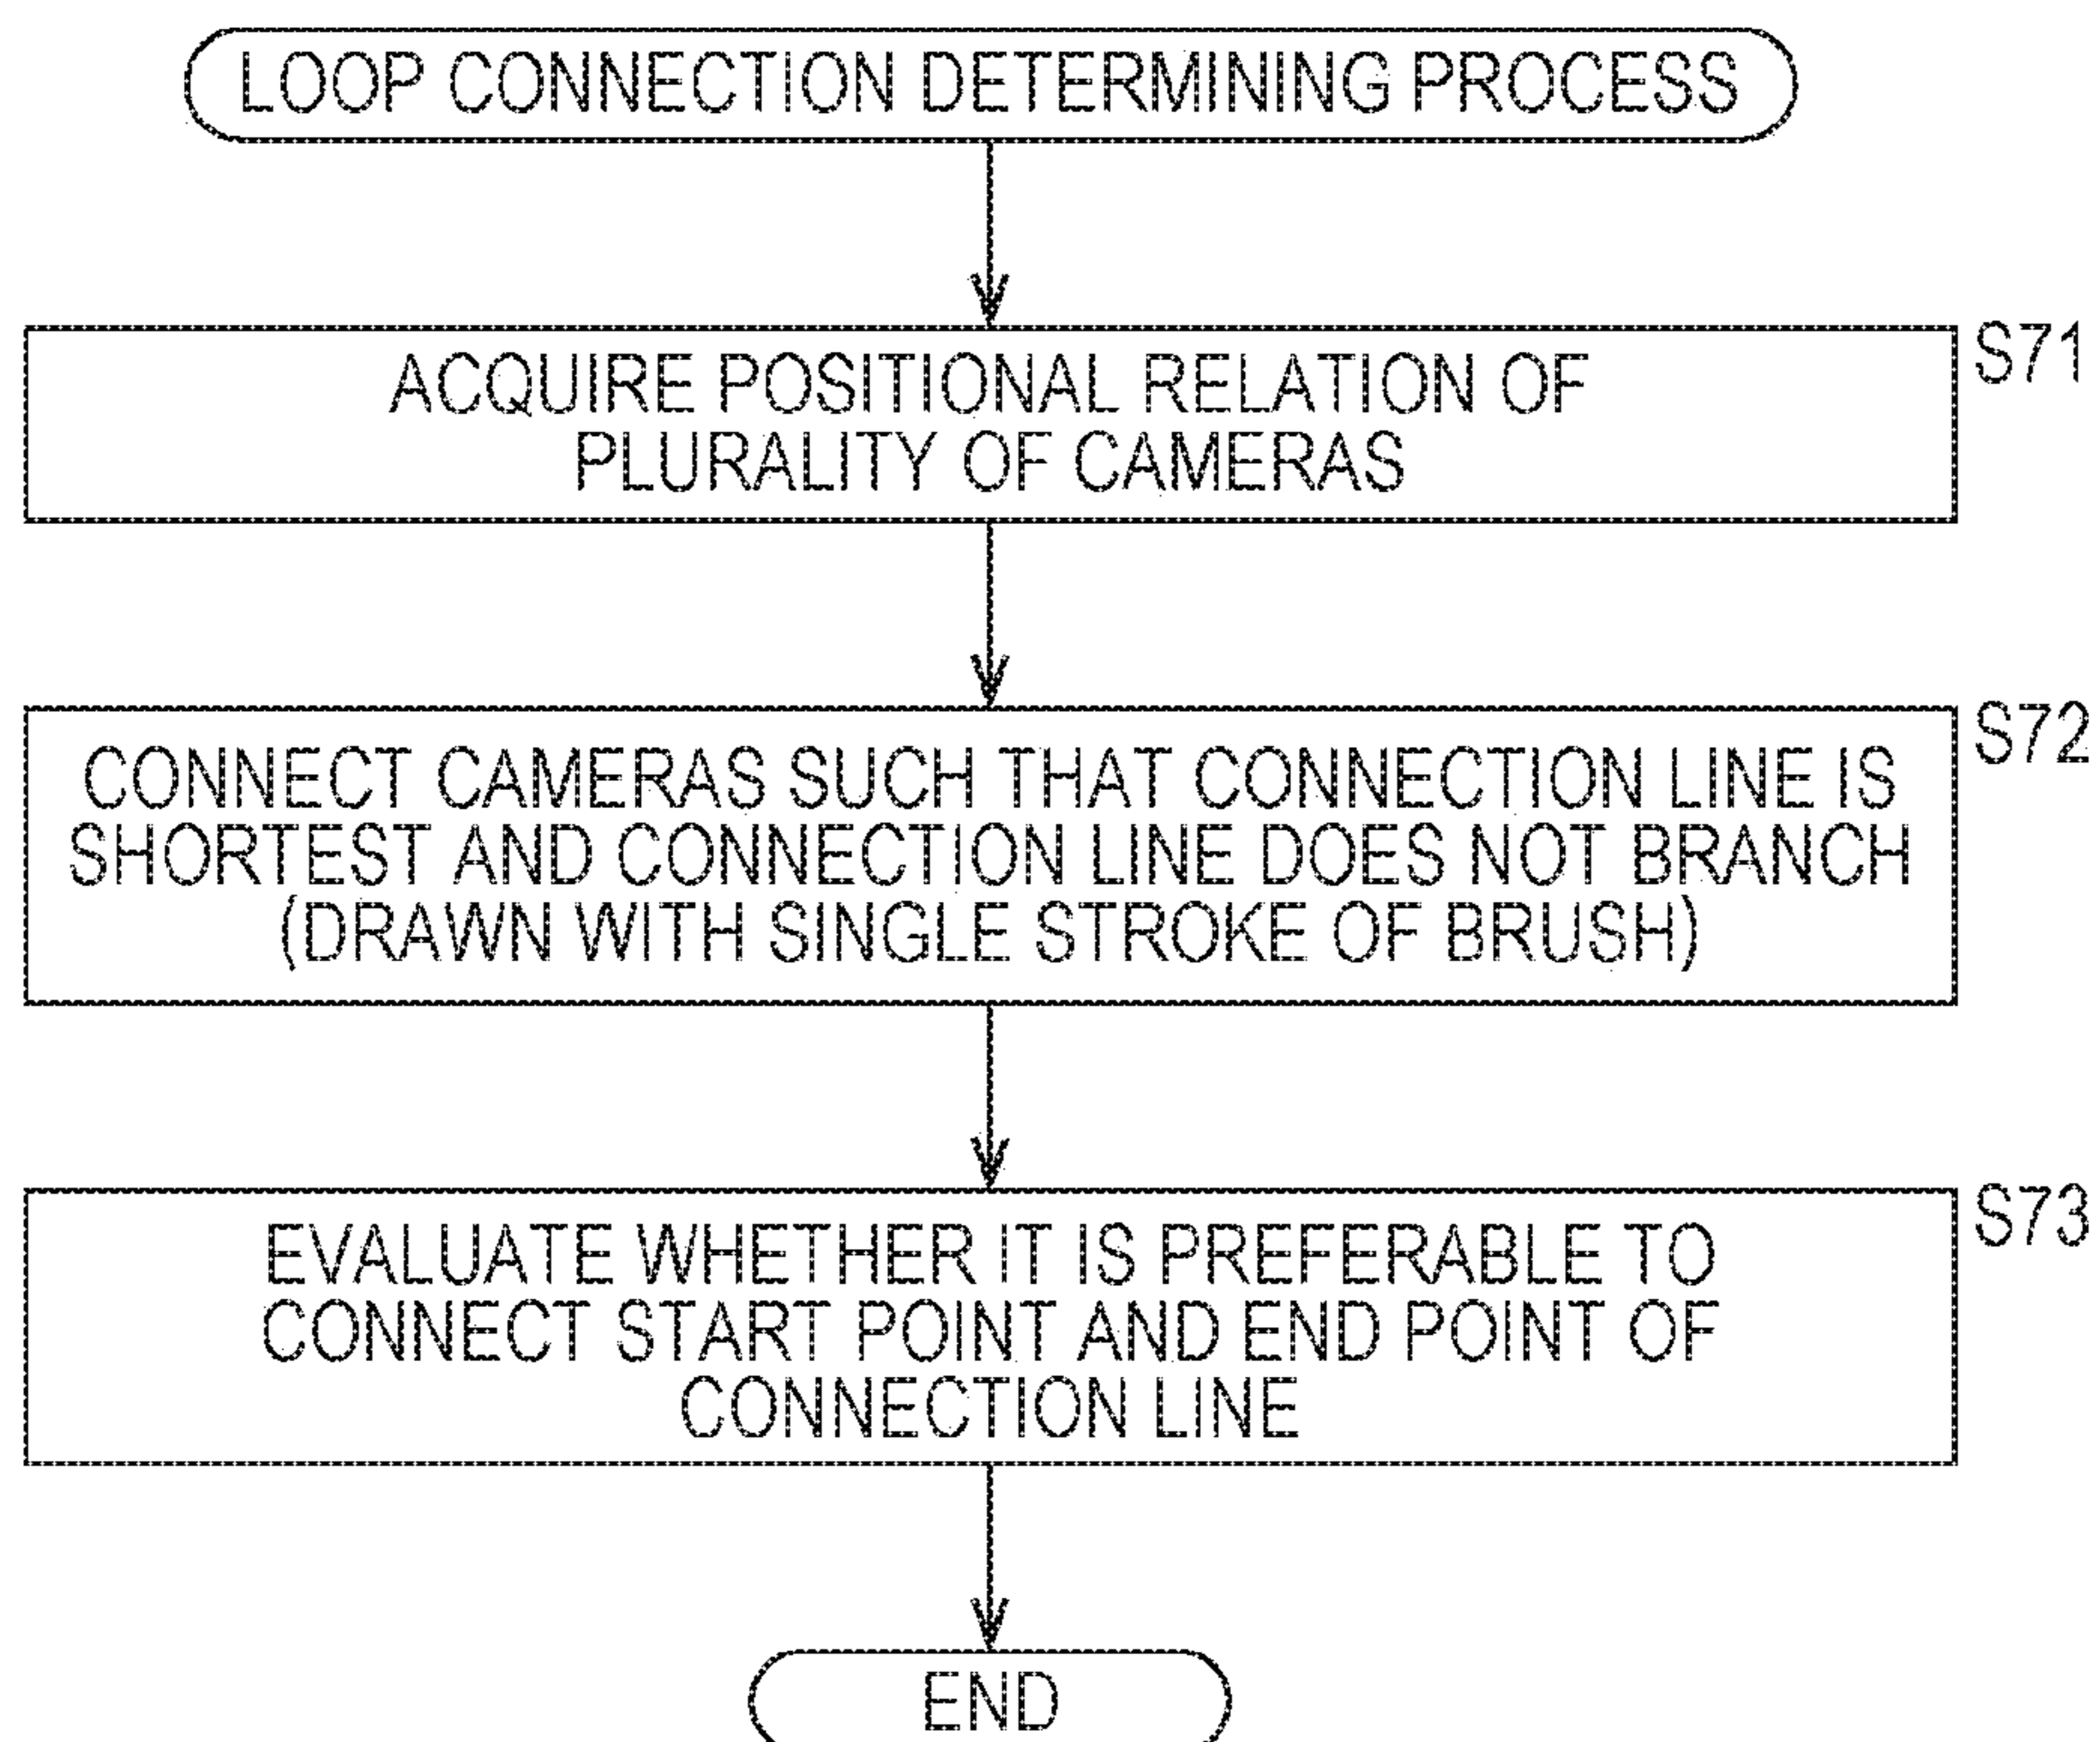 LOOP CONNECTION DETERMINING PROCESS
S71
ACQUIRE POSITIONAL RELATION OF
PLURALITY OF CAMERAS
S72
CONNECT CAMERAS SUCH THAT CONNECTION LINE IS
SHORTEST AND CONNECTION LINE DOES NOT BRANCH
(DRAWN WITH SINGLE STROKE OF BRUSH)
S73
EVALUATE WHETHER IT IS PREFERABLE TO
CONNECT START POINT AND END POINT OF
CONNECTION LINE
END